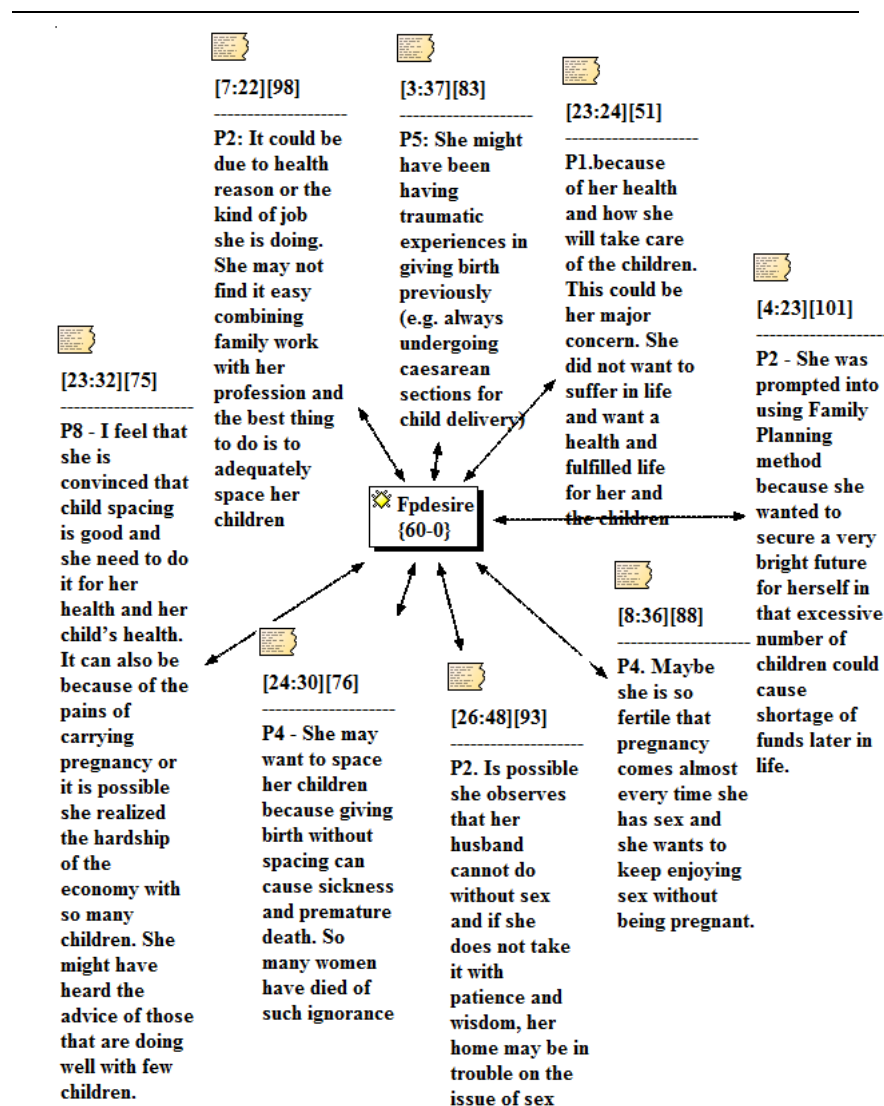 [7:22][98]
--------------------
P2: It could be
due to health
reason or the
kind of job
she is doing.
She may not
find it easy
combining
family work
with her
profession and
the best thing
to do is to
adequately
space her
children
[3:37][83]
--------------------
P5: She might
have been
having
traumatic
experiences in
giving birth
previously
(e.g. always
undergoing
caesarean
sections for
child delivery)
[23:24][51]
--------------------
P1.because
of her health
and how she
will take care
of the children.
This could be
her major
concern. She
did not want to
suffer in life
and want a
health and
fulfilled life
for her and
the children
[4:23][101]
--------------------
P2 - She was
prompted into
using Family
Planning
method
because she
wanted to
secure a very
bright future
for herself in
that excessive
number of
children could
cause
shortage of
funds later in
life.
Fpdesire
{60-0}
[23:32][75]
--------------------
P8 - I feel that
she is
convinced that
child spacing
is good and
she need to do
it for her
health and her
child's health.
It can also be
because of the
pains of
carrying
pregnancy or
it is possible
she realized
the hardship
of the
economy with
so many
children. She
might have
heard the
advice of those
that are doing
well with few
children.
[24:30][76]
--------------------
P4 - She may
want to space
her children
because giving
birth without
spacing can
cause sickness
and premature
death. So
many women
have died of
such ignorance
[26:48][93]
--------------------
P2. Is possible
she observes
that her
husband
cannot do
without sex
and if she
does not take
it with
patience and
wisdom, her
home may be in
trouble on the
issue of sex
[8:36][88]
--------------------
P4. Maybe
she is so
fertile that
pregnancy
comes almost
every time she
has sex and
she wants to
keep enjoying
sex without
being pregnant.